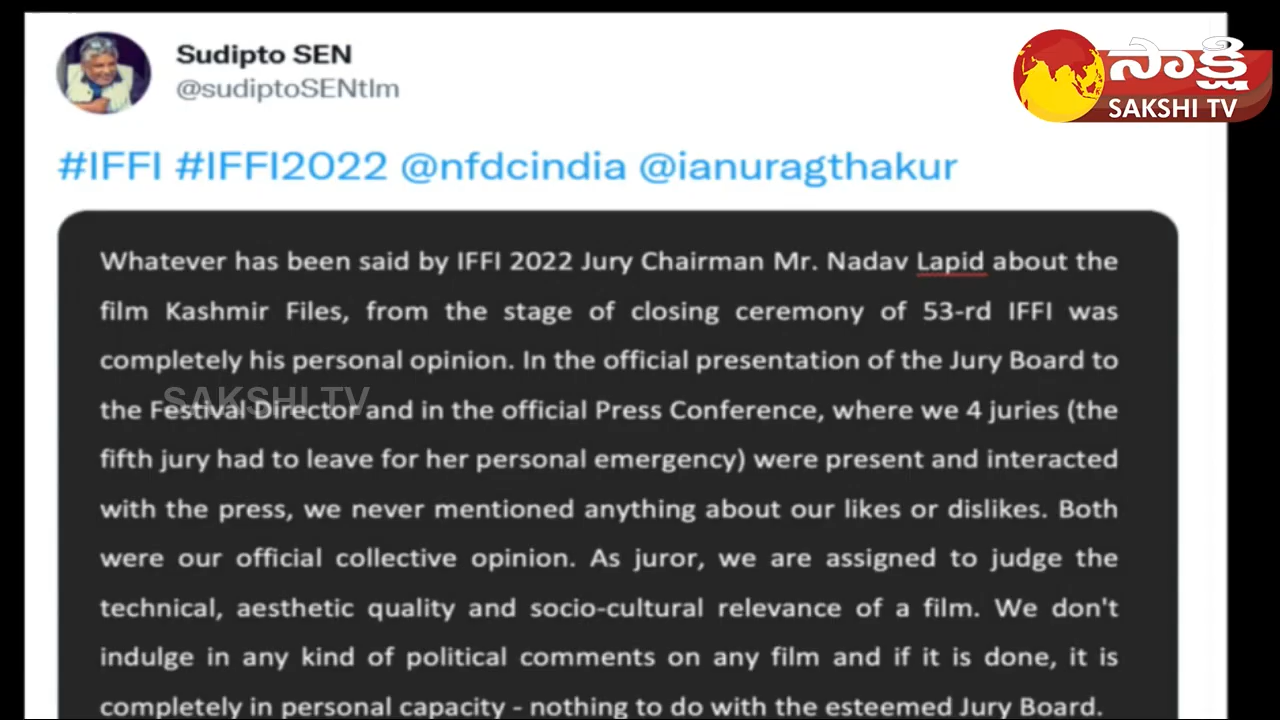 Sudipto SEN
@sudiptoSENtlm
సాక్షి
SAKSHI TV
#IFFI #IFFI2022 @nfdcindia @ianuragthakur
Whatever has been said by IFFI 2022 Jury Chairman Mr. Nadav Lapid about the
film Kashmir Files, from the stage of closing ceremony of 53-rd IFFI was
completely his personal opinion. In the official presentation of the Jury Board to
the Festival Director and in the official Press Conference, where we 4 juries (the
fifth jury had to leave for her personal emergency) were present and interacted
with the press, we never mentioned anything about our likes or dislikes. Both
were our official collective opinion. As juror, we are assigned to judge the
technical, aesthetic quality and socio-cultural relevance of a film. We don't
indulge in any kind of political comments on any film and if it is done, it is
completely in personal capacity - nothing to do with the esteemed Jury Board.
SAKSHI TV